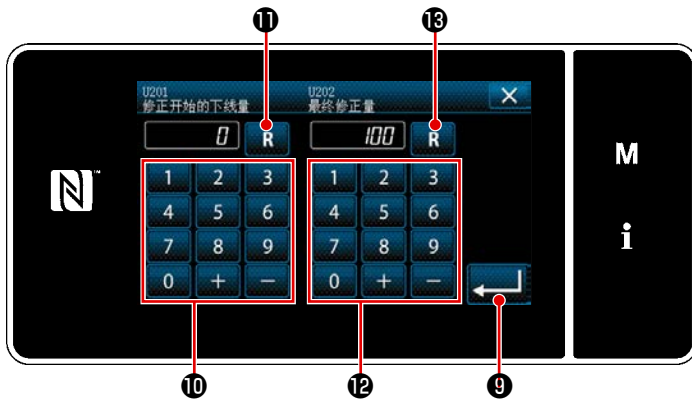 ⓫ ⓭
U201 U202
修正开始的下线量 最终修正量
0 R 100 R
1 2 3 1 2 3
4 5 6 4 5 6
7 8 9 7 8 9
0 + − 0 + −
M
i
N™
❿ ⓬ ❾